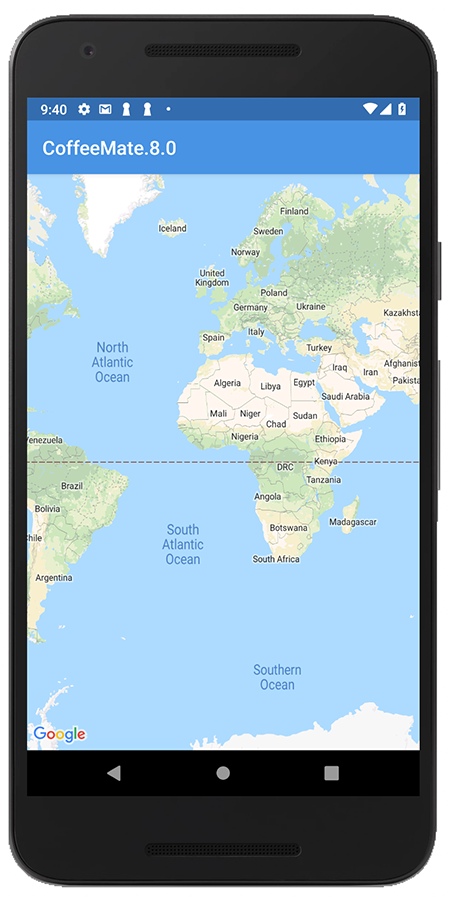 9:40
CoffeeMate.8.0
Iceland
Finland
Sweden
Norway
United
Kingdom
Poland
Germany
Ukraine
Kazakhsta
Spain
Italy
Turkey
North
Atlantic
Ocean
Iraq
Iran
Afghanist
Pakista
Algeria
Libya
Egypt
Saudi Arabia
Mali
Niger
Chad
Sudan
Nigeria
Ethiopia
Venezuela
DRC
Kenya
Tanzania
Brazil
Angola
Bolivia
Botswana
Madagascar
South
Atlantic
Ocean
Chile
South Africa
Argentina
Southern
Ocean
Google